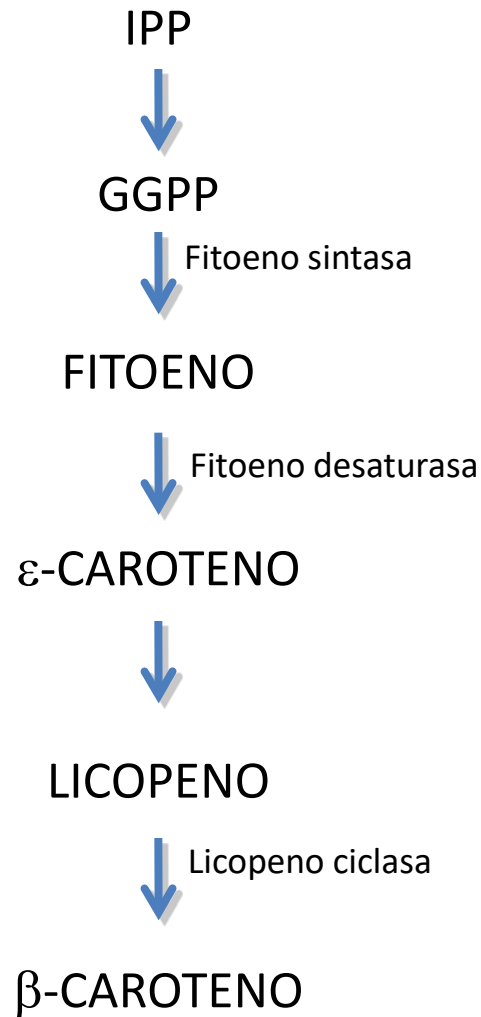 IPP
GGPP
Fitoeno sintasa
FITOENO
Fitoeno desaturasa
ε-CAROTENO
LICOPENO
Licopeno ciclasa
β-CAROTENO